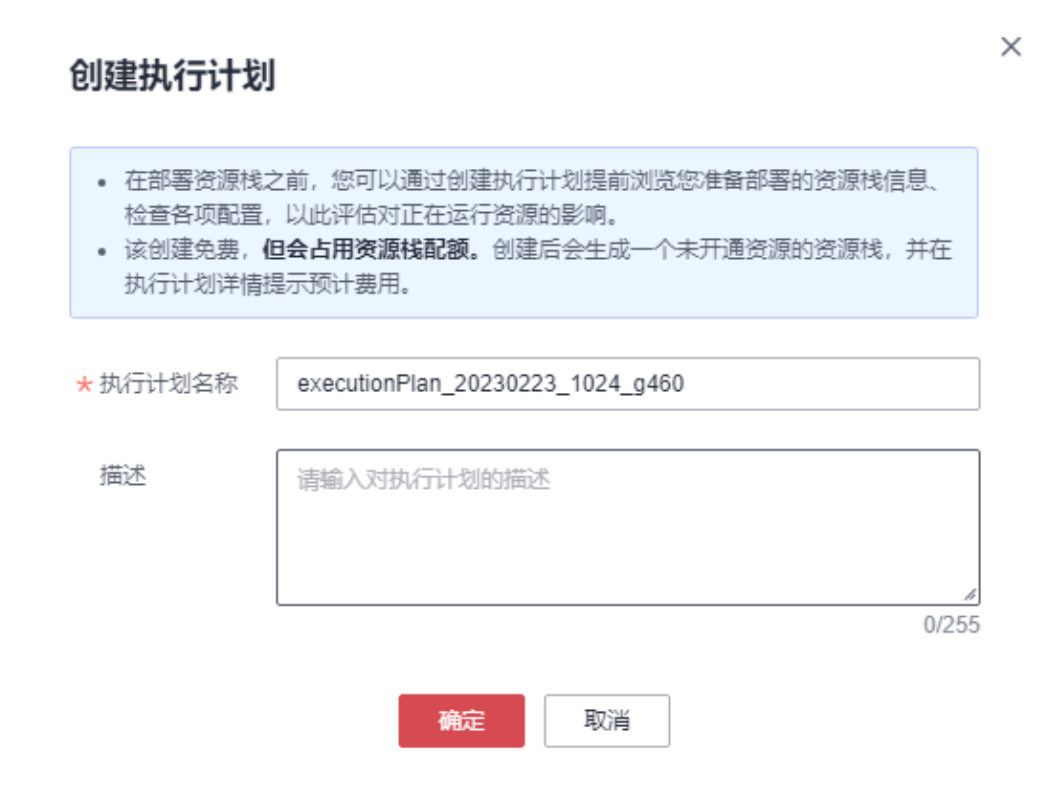 创建执行计划
在部署资源栈之前，您可以通过创建执行计划提前浏览您准备部署的资源栈信息、
检查各项配置，以此评估对正在运行资源的影响。
该创建免费，但会占用资源栈配额。创建后会生成一个未开通资源的资源栈，并在
执行计划详情提示预计费用。
* 执行计划名称 executionPlan_20230223_1024_g460
描述 请输入对执行计划的描述
0/255
确定 取消